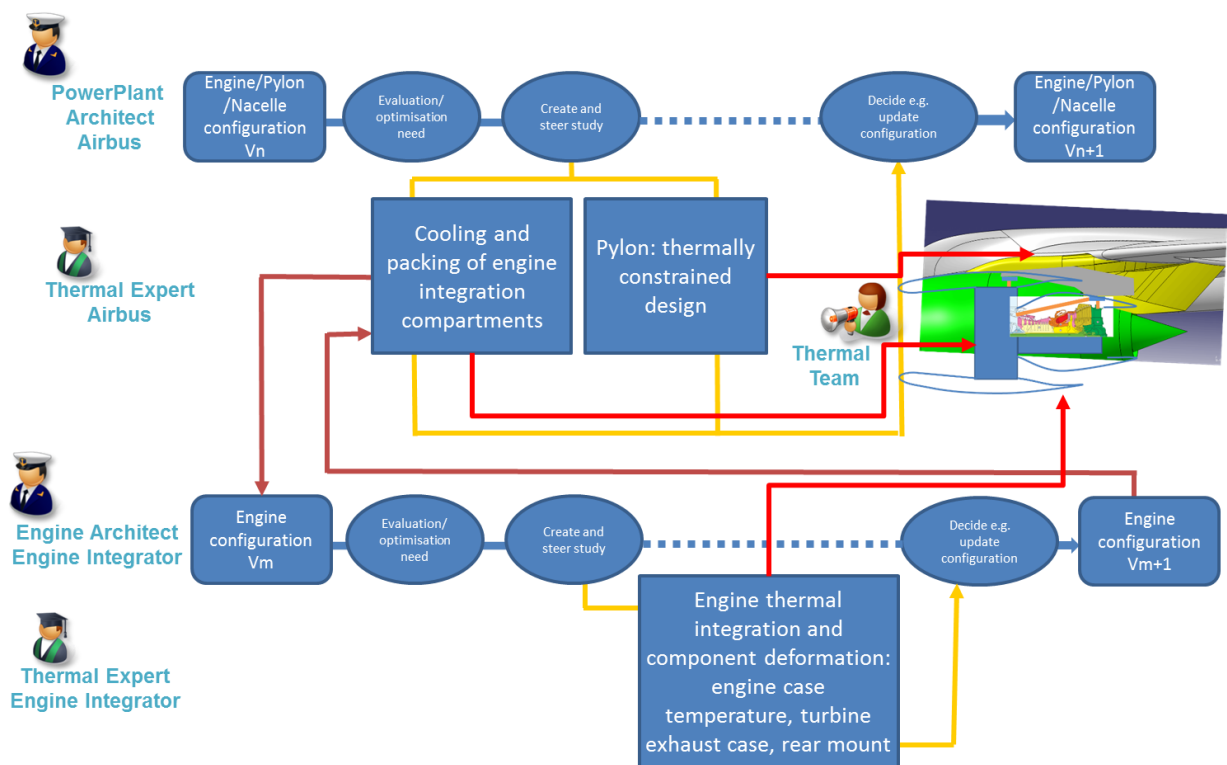 PowerPlant
Architect
Airbus
Engine/Pylon
/Nacelle
configuration
Vn
Evaluation/
optimisation
need
Create and
steer study
Decide e.g.
update
configuration
Engine/Pylon
/Nacelle
configuration
Vn+1
Thermal Expert
Airbus
Cooling and
packing of engine
integration
compartments
Pylon: thermally
constrained
design
Thermal
Team
Engine Architect
Engine Integrator
Engine
configuration
Vm
Evaluation/
optimisation
need
Create and
steer study
Decide e.g.
update
configuration
Engine
configuration
Vm+1
Thermal Expert
Engine Integrator
Engine thermal
integration and
component deformation:
engine case
temperature, turbine
exhaust case, rear mount